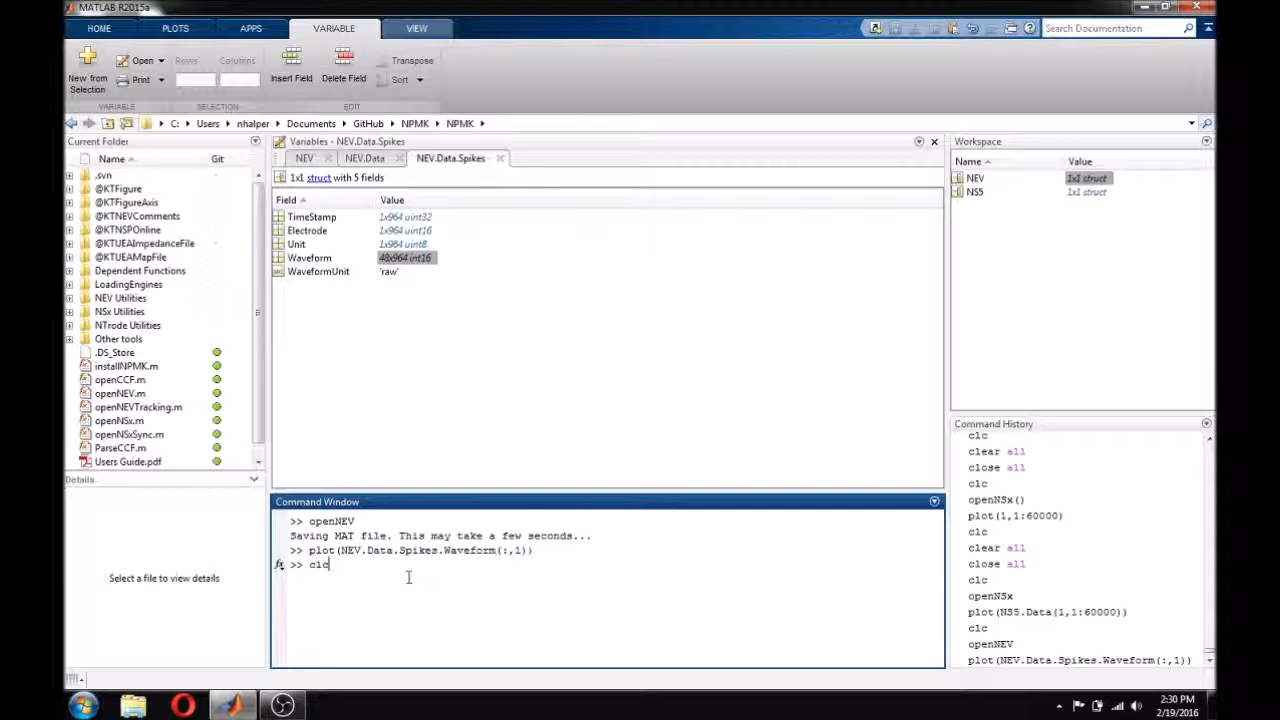 MATLAB R2015a
HOME PLOTS APPS VARIABLE VIEW
Search Documentation
New from Selection
Open
Print
Rows Columns
Insert Field
Delete Field
Transpose
Sort
VARIABLE SELECTION EDIT
C: Users nhalper Documents GitHub NPMK NPMK
Current Folder
Name Git
.svn
@KTFigure
@KTFigureAxis
@KTNEVComments
@KTNSPOnline
@KTUEAImpedanceFile
@KTUEAMapFile
Dependent Functions
LoadingEngines
NEV Utilities
NSx Utilities
NTrode Utilities
Other tools
.DS_Store
installNPMK.m
openCCF.m
openNEV.m
openNEVTracking.m
openNSx.m
openNSxSync.m
ParseCCF.m
Users Guide.pdf
Details
Select a file to view details
Variables - NEV.Data.Spikes
NEV NEV.Data NEV.Data.Spikes
1x1 struct with 5 fields
Field Value
TimeStamp 1x964 uint32
Electrode 1x964 uint16
Unit 1x964 uint8
Waveform 48x964 int16
WaveformUnit 'raw'
Command Window
>> openNEV
Saving MAT file. This may take a few seconds...
>> plot(NEV.Data.Spikes.Waveform(:,1))
fx >> clc
Workspace
Name Value
NEV 1x1 struct
NS5 1x1 struct
Command History
clc
clear all
close all
clc
openNSx()
plot(1,1:60000)
clc
clear all
close all
clc
openNSx
plot(NS5.Data(1,1:60000))
clc
openNEV
plot(NEV.Data.Spikes.Waveform(:,1))
2:30 PM
2/19/2016